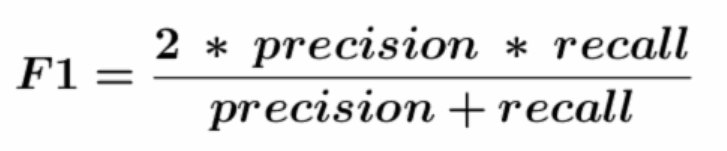 F1 = 2 * precision * recall
precision + recall